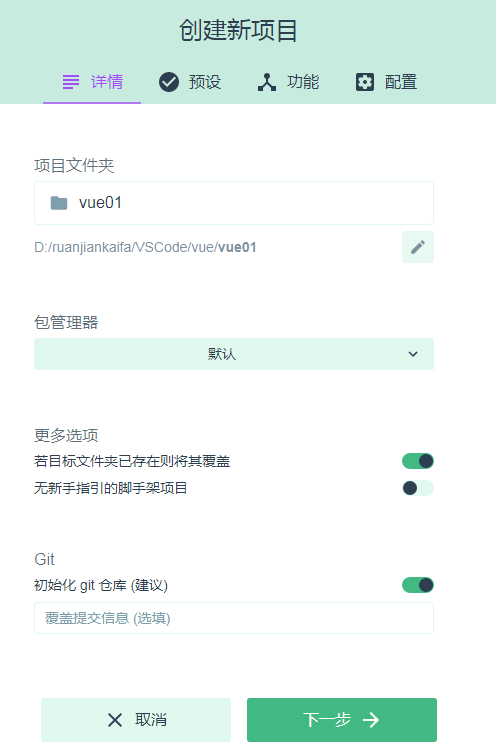 创建新项目
详情 预设 功能 配置
项目文件夹
vue01
D:/ruanjiankaifa/VSCode/vue/vue01
包管理器
默认
更多选项
若目标文件夹已存在则将其覆盖
无新手指引的脚手架项目
Git
初始化 git 仓库 (建议)
覆盖提交信息 (选填)
取消 下一步